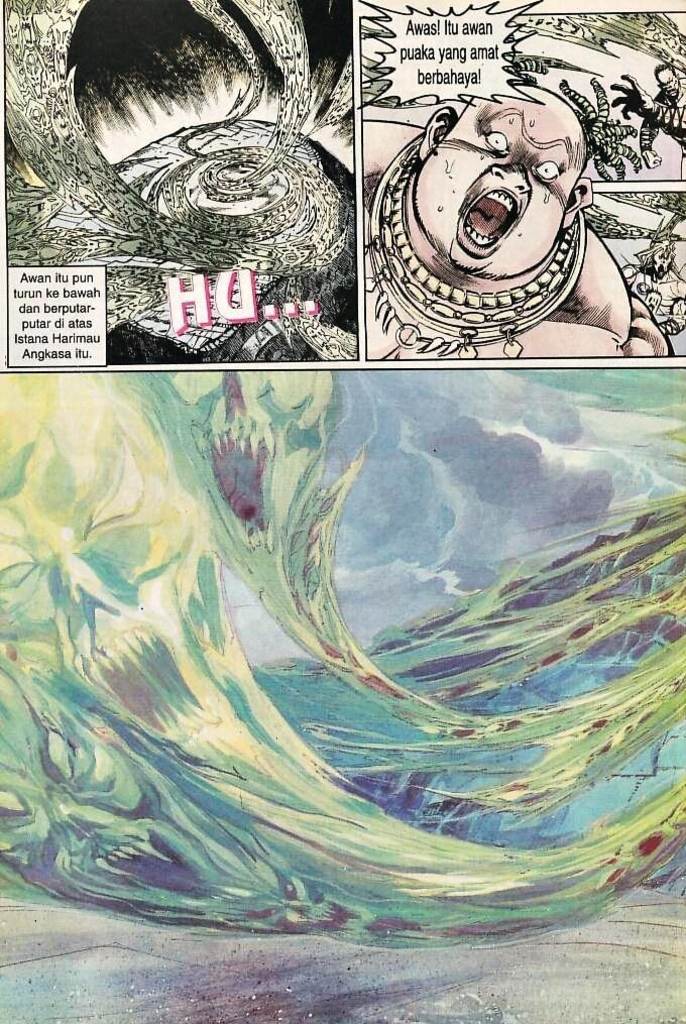 Awan itu pun
turun ke bawah
dan berputar-
putar di atas
Istana Harimau
Angkasa itu.
HU...
Awas! Itu awan
puaka yang amat
berbahaya!